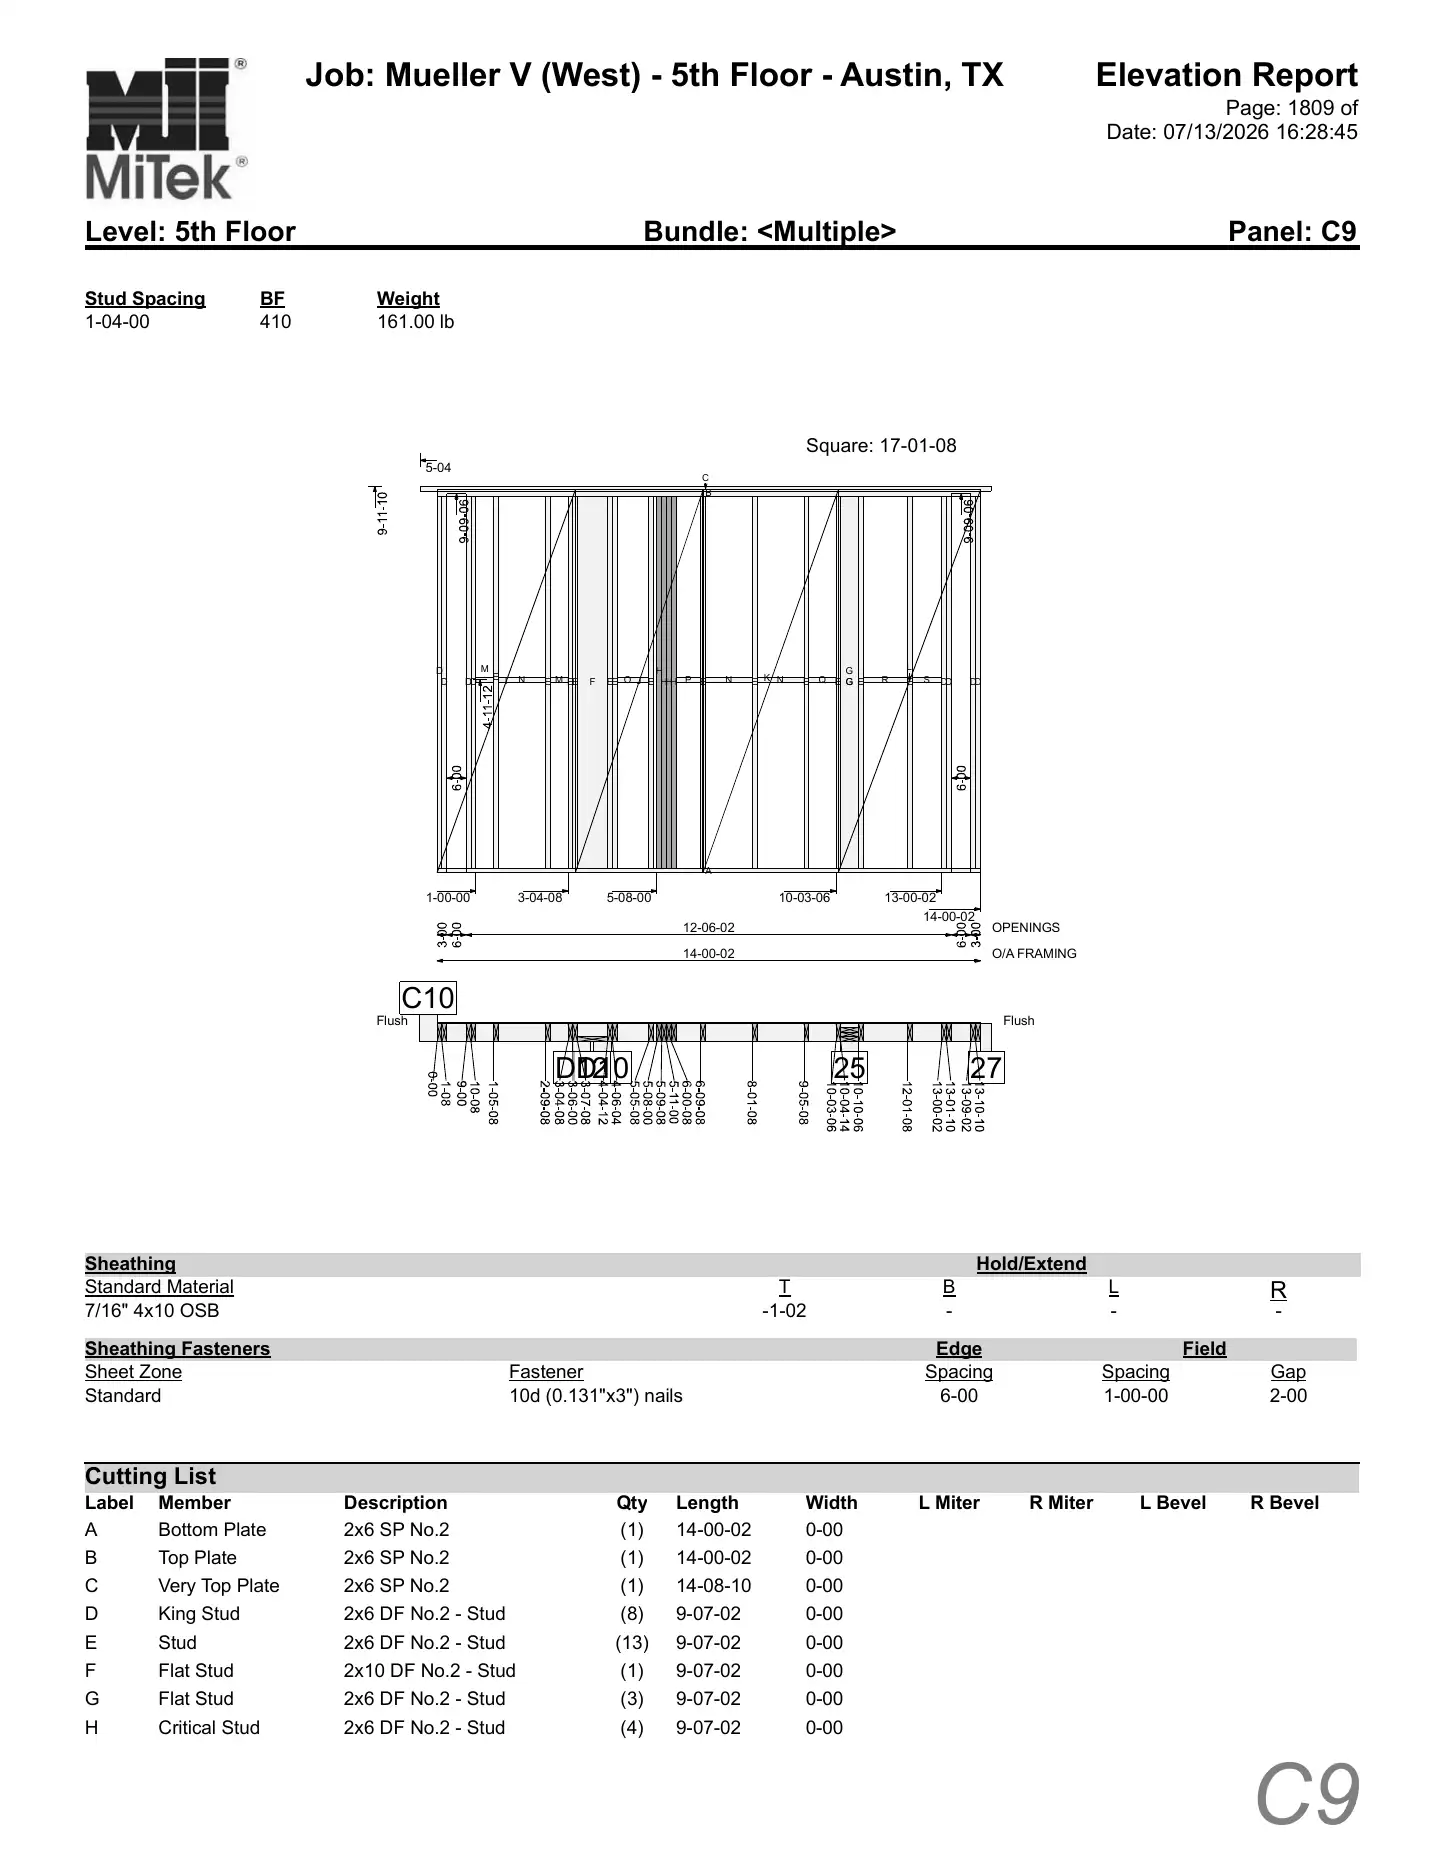 Job: Mueller V (West) - 5th Floor - Austin, TX
Elevation Report
Page: 1809 of
Date: 07/13/2026 16:28:45
MiTek®
Level: 5th Floor Bundle: <Multiple> Panel: C9
Stud Spacing BF Weight
1-04-00 410 161.00 lb
Square: 17-01-08
5-04
C
B
9-11-10
9-09-06
9-09-06
D M N M F O P N K N Q G G R S
4-11-12
6-00
6-00
A
1-00-00 3-04-08 5-08-00 10-03-06 13-00-02
14-00-02
3-00 6-00 12-06-02 6-00 3-00 OPENINGS
14-00-02 O/A FRAMING
C10
Flush Flush
25 27
0-00 1-08 9-00 10-08 1-05-08 2-09-08 3-04-08 3-06-00 3-07-08 4-04-12 4-06-04 5-05-08 5-08-00 5-09-08 5-11-00 6-00-08 6-09-08 8-01-08 9-05-08 10-03-06 10-04-14 10-10-06 12-01-08 13-00-02 13-01-10 13-09-02 13-10-10
Sheathing Hold/Extend
Standard Material T B L R
7/16" 4x10 OSB -1-02 - - -
Sheathing Fasteners Edge Field
Sheet Zone Fastener Spacing Spacing Gap
Standard 10d (0.131"x3") nails 6-00 1-00-00 2-00
Cutting List
Label Member Description Qty Length Width L Miter R Miter L Bevel R Bevel
A Bottom Plate 2x6 SP No.2 (1) 14-00-02 0-00
B Top Plate 2x6 SP No.2 (1) 14-00-02 0-00
C Very Top Plate 2x6 SP No.2 (1) 14-08-10 0-00
D King Stud 2x6 DF No.2 - Stud (8) 9-07-02 0-00
E Stud 2x6 DF No.2 - Stud (13) 9-07-02 0-00
F Flat Stud 2x10 DF No.2 - Stud (1) 9-07-02 0-00
G Flat Stud 2x6 DF No.2 - Stud (3) 9-07-02 0-00
H Critical Stud 2x6 DF No.2 - Stud (4) 9-07-02 0-00
C9